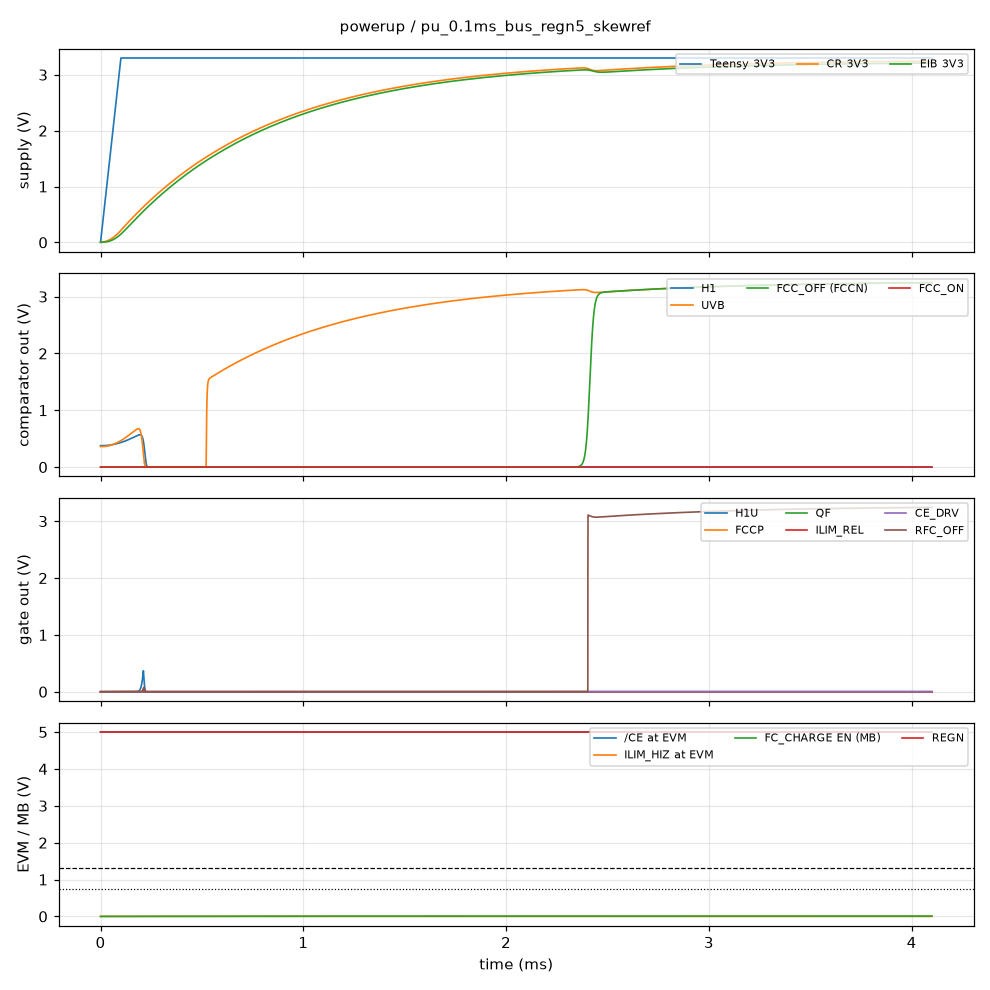 powerup / pu_0.1ms_bus_regn5_skewref
supply (V)
3
2
1
0
Teensy 3V3 CR 3V3 EIB 3V3
comparator out (V)
3
2
1
0
H1 FCC_OFF (FCCN) FCC_ON
UVB
gate out (V)
3
2
1
0
H1U QF CE_DRV
FCCP ILIM_REL RFC_OFF
EVM / MB (V)
5
4
3
2
1
0
/CE at EVM FC_CHARGE EN (MB) REGN
ILIM_HIZ at EVM
0 1 2 3 4
time (ms)